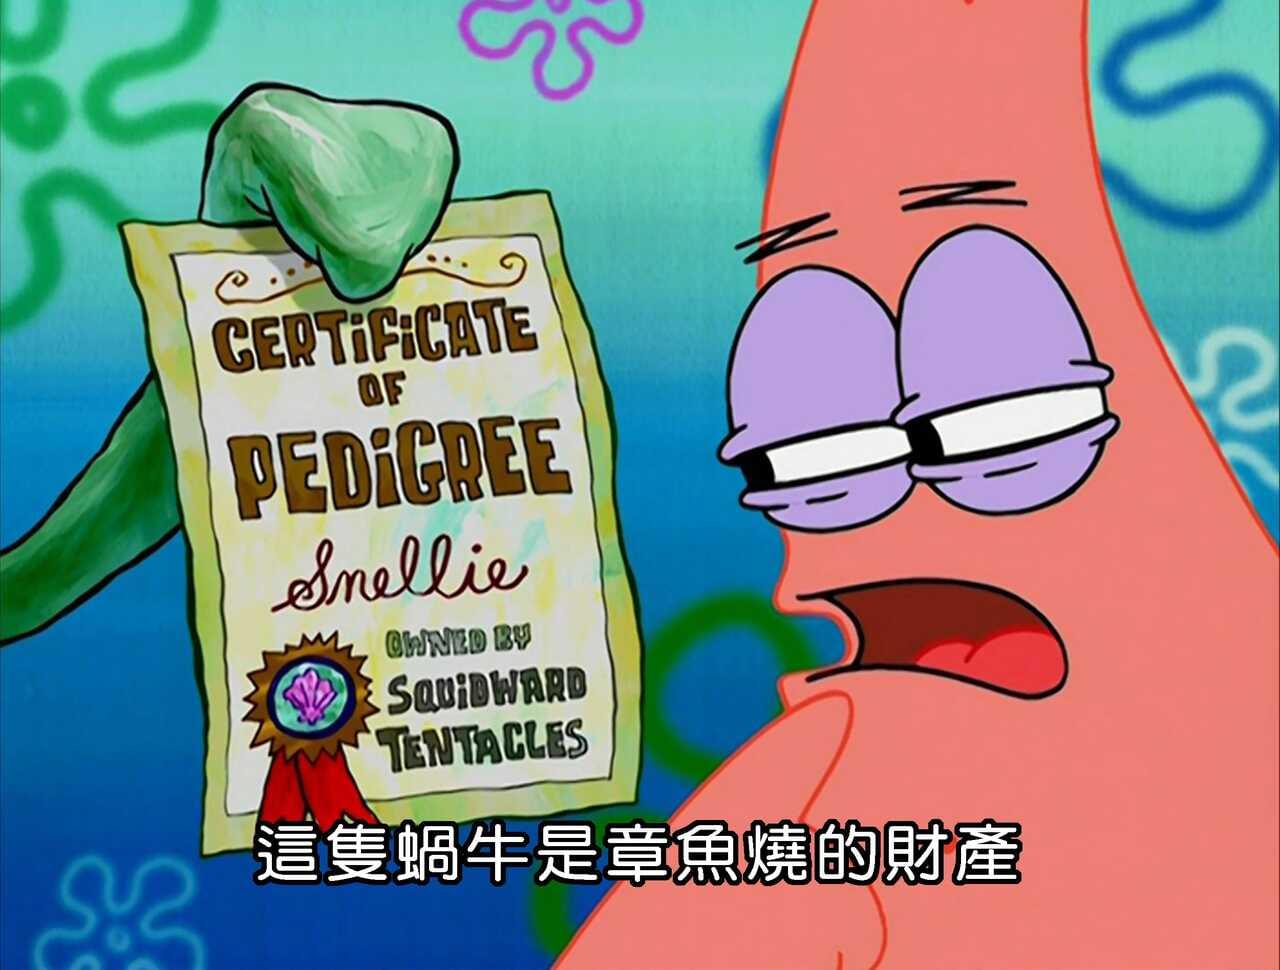 CERTiFiCATE
OF
PEDiGREE
Snellie
OWNED BY
SQUiDWARD
TENTACLES
這隻蝸牛是章魚燒的財產